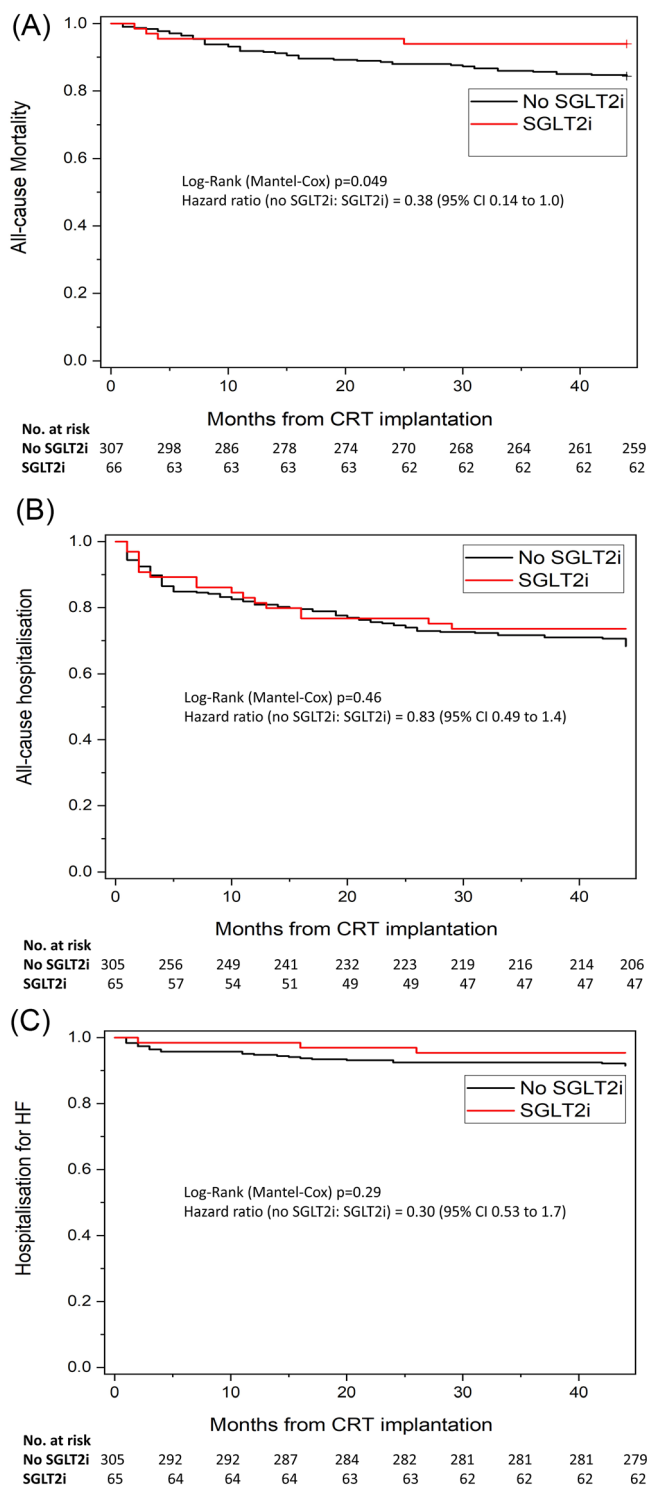 (A)
1.0
0.8
0.6
0.4
0.2
0.0
All-cause Mortality
No SGLT2i
SGLT2i
Log-Rank (Mantel-Cox) p=0.049
Hazard ratio (no SGLT2i: SGLT2i) = 0.38 (95% CI 0.14 to 1.0)
0 10 20 30 40
Months from CRT implantation
No. at risk
No SGLT2i 307 298 286 278 274 270 268 264 261 259
SGLT2i 66 63 63 63 63 62 62 62 62 62
(B)
1.0
0.8
0.6
0.4
0.2
0.0
All-cause hospitalisation
No SGLT2i
SGLT2i
Log-Rank (Mantel-Cox) p=0.46
Hazard ratio (no SGLT2i: SGLT2i) = 0.83 (95% CI 0.49 to 1.4)
0 10 20 30 40
Months from CRT implantation
No. at risk
No SGLT2i 305 256 249 241 232 223 219 216 214 206
SGLT2i 65 57 54 51 49 49 47 47 47 47
(C)
1.0
0.8
0.6
0.4
0.2
0.0
Hospitalisation for HF
No SGLT2i
SGLT2i
Log-Rank (Mantel-Cox) p=0.29
Hazard ratio (no SGLT2i: SGLT2i) = 0.30 (95% CI 0.53 to 1.7)
0 10 20 30 40
Months from CRT implantation
No. at risk
No SGLT2i 305 292 292 287 284 282 281 281 281 279
SGLT2i 65 64 64 64 63 63 62 62 62 62